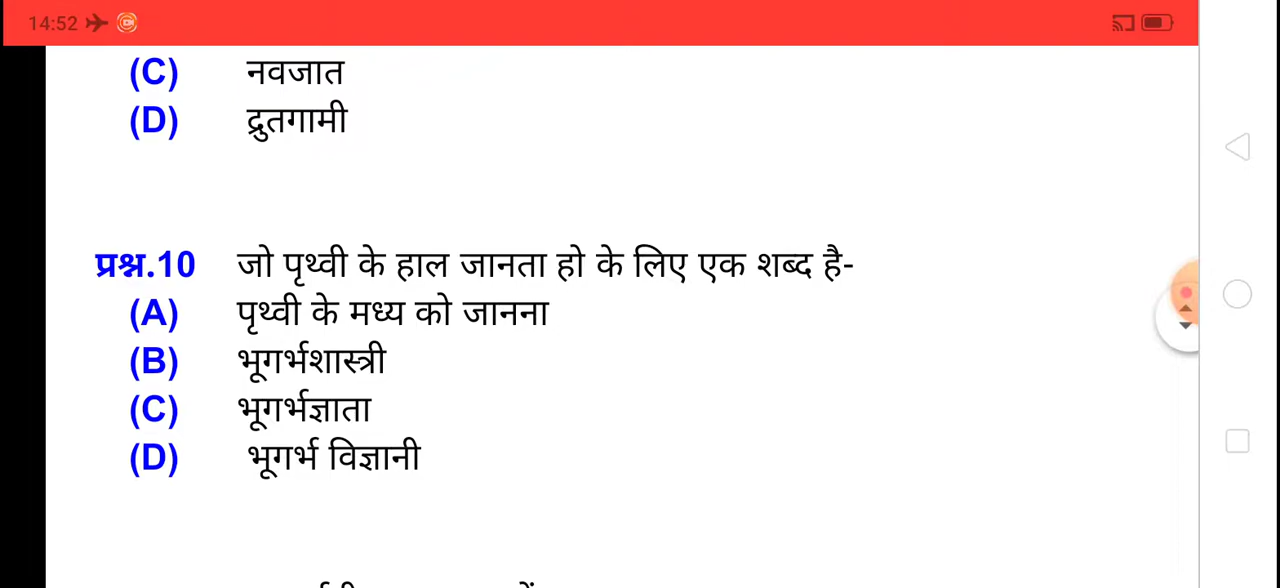 14:52
(C) नवजात
(D) द्रुतगामी
प्रश्न.10 जो पृथ्वी के हाल जानता हो के लिए एक शब्द है-
(A) पृथ्वी के मध्य को जानना
(B) भूगर्भशास्त्री
(C) भूगर्भज्ञाता
(D) भूगर्भ विज्ञानी